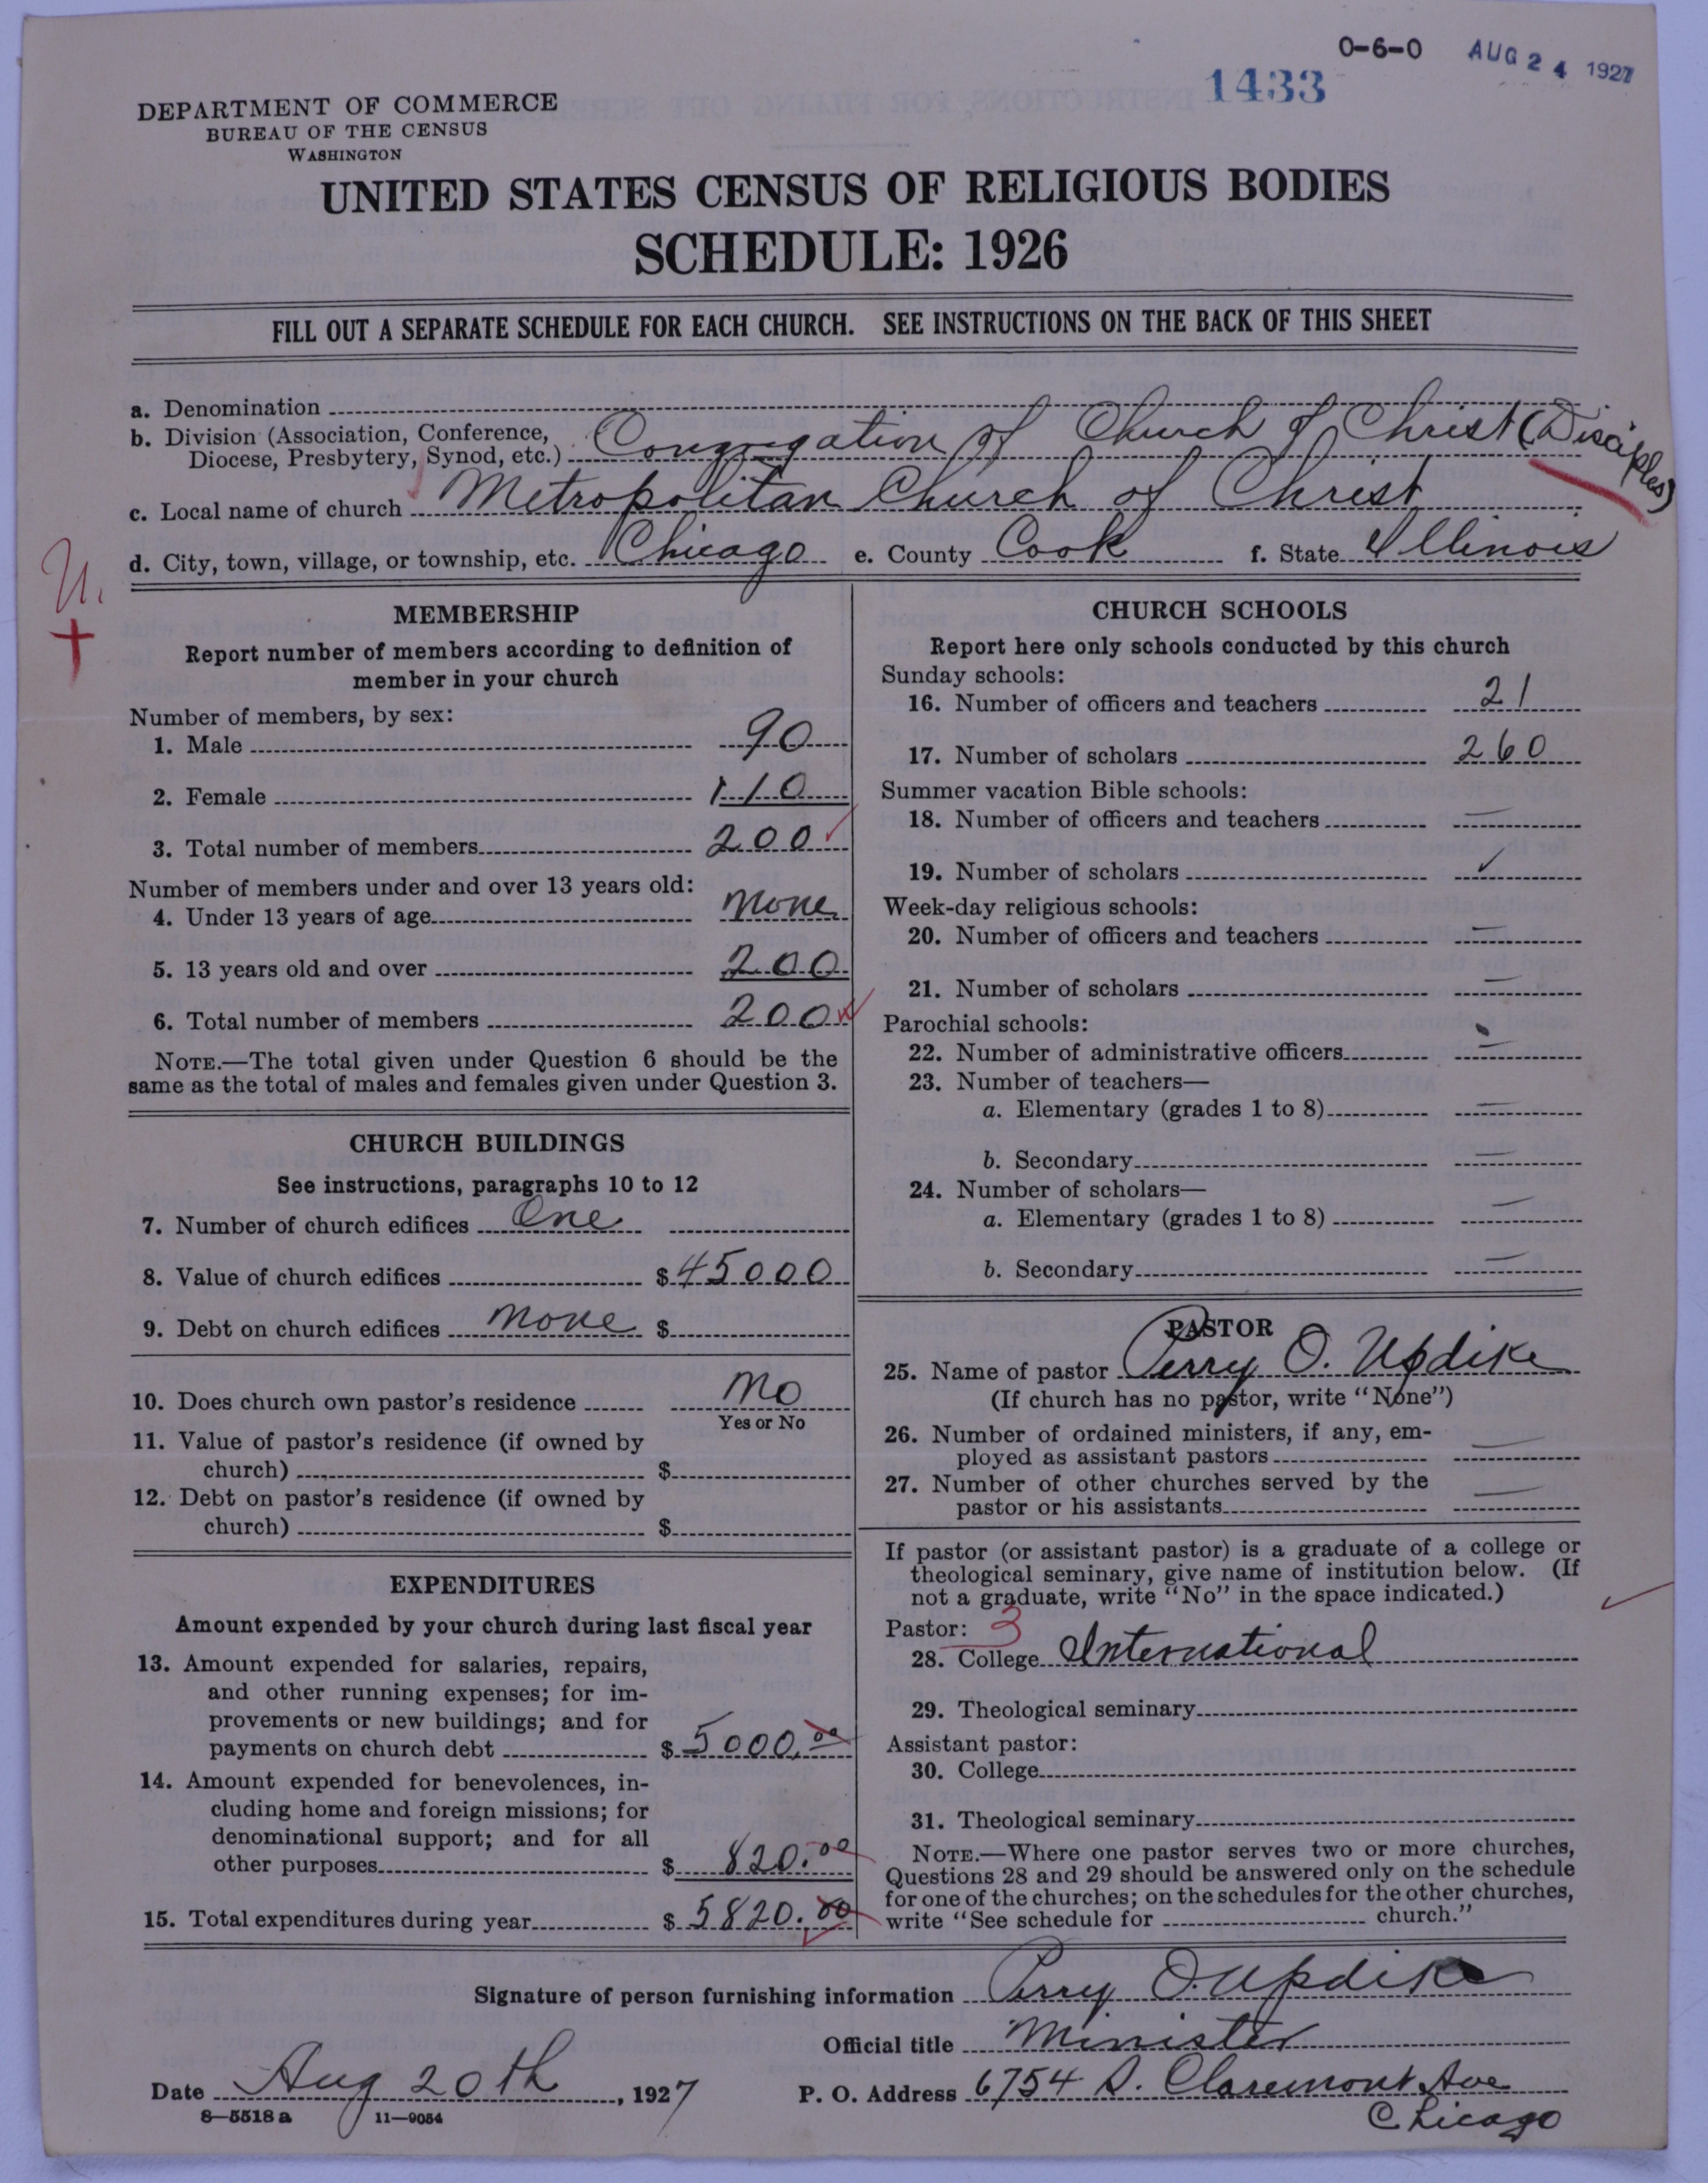 0-6-0 AUG 24 1927
1433
DEPARTMENT OF COMMERCE
BUREAU OF THE CENSUS
WASHINGTON
UNITED STATES CENSUS OF RELIGIOUS BODIES
SCHEDULE: 1926
FILL OUT A SEPARATE SCHEDULE FOR EACH CHURCH. SEE INSTRUCTIONS ON THE BACK OF THIS SHEET
a. Denomination
b. Division (Association, Conference, Diocese, Presbytery, Synod, etc.) Congregation of Church of Christ (Disciples)
c. Local name of church Metropolitan Church of Christ
d. City, town, village, or township, etc. Chicago e. County Cook f. State Illinois
U.
MEMBERSHIP
Report number of members according to definition of
member in your church
Number of members, by sex:
1. Male 90
2. Female 110
3. Total number of members 200
Number of members under and over 13 years old:
4. Under 13 years of age None
5. 13 years old and over 200
6. Total number of members 200
NOTE.—The total given under Question 6 should be the
same as the total of males and females given under Question 3.
CHURCH BUILDINGS
See instructions, paragraphs 10 to 12
7. Number of church edifices One
8. Value of church edifices $ 45000
9. Debt on church edifices None $
10. Does church own pastor's residence No
Yes or No
11. Value of pastor's residence (if owned by
church) $
12. Debt on pastor's residence (if owned by
church) $
EXPENDITURES
Amount expended by your church during last fiscal year
13. Amount expended for salaries, repairs,
and other running expenses; for im-
provements or new buildings; and for
payments on church debt $ 5000.00
14. Amount expended for benevolences, in-
cluding home and foreign missions; for
denominational support; and for all
other purposes $ 820.00
15. Total expenditures during year $ 5820.00
CHURCH SCHOOLS
Report here only schools conducted by this church
Sunday schools:
16. Number of officers and teachers 21
17. Number of scholars 260
Summer vacation Bible schools:
18. Number of officers and teachers —
19. Number of scholars ✓
Week-day religious schools:
20. Number of officers and teachers —
21. Number of scholars —
Parochial schools:
22. Number of administrative officers —
23. Number of teachers—
a. Elementary (grades 1 to 8) —
b. Secondary —
24. Number of scholars—
a. Elementary (grades 1 to 8) —
b. Secondary —
PASTOR
25. Name of pastor Perry O. Updike
(If church has no pastor, write "None")
26. Number of ordained ministers, if any, em-
ployed as assistant pastors —
27. Number of other churches served by the
pastor or his assistants —
If pastor (or assistant pastor) is a graduate of a college or
theological seminary, give name of institution below. (If
not a graduate, write "No" in the space indicated.)
Pastor: 3
28. College International
29. Theological seminary
Assistant pastor:
30. College
31. Theological seminary
NOTE.—Where one pastor serves two or more churches,
Questions 28 and 29 should be answered only on the schedule
for one of the churches; on the schedules for the other churches,
write "See schedule for church."
Signature of person furnishing information Perry O. Updike
Official title Minister
Date Aug 20th, 1927 P. O. Address 6754 S. Claremont Ave
Chicago
8—5518 a 11—9054